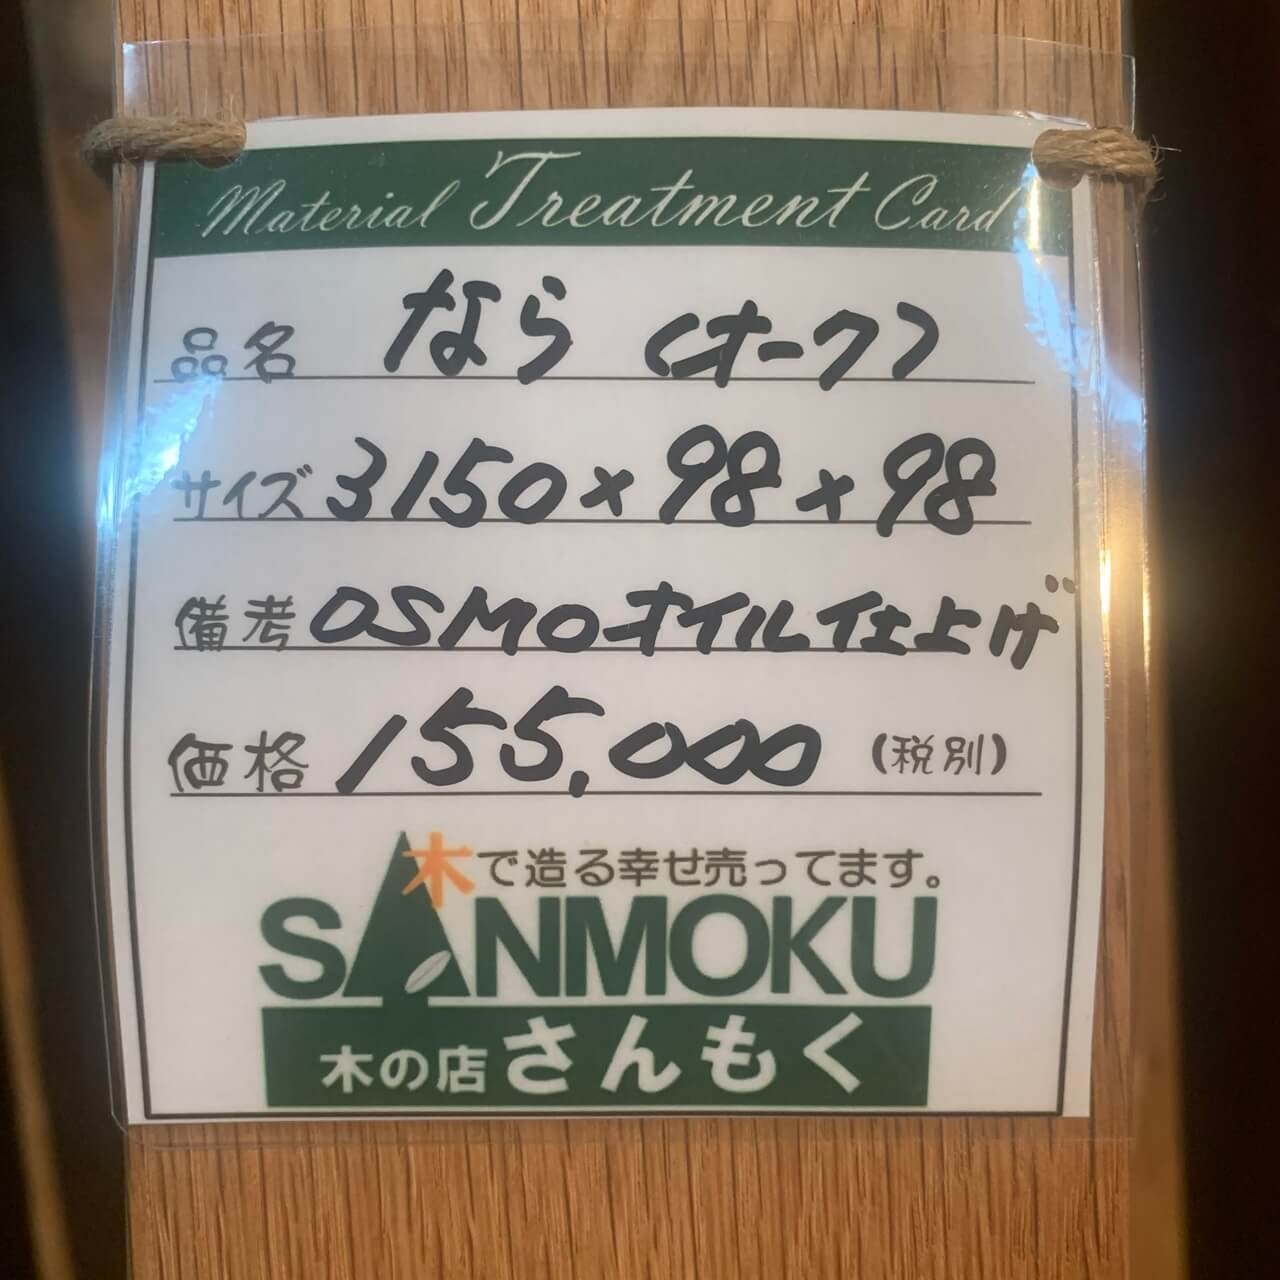 Material Treatment Card
品名 なら (オーク)
サイズ 3150×98×98
備考 OSMOオイル仕上げ
価格 155,000 (税別)
木で造る幸せ売ってます。
SANMOKU
木の店 さんもく